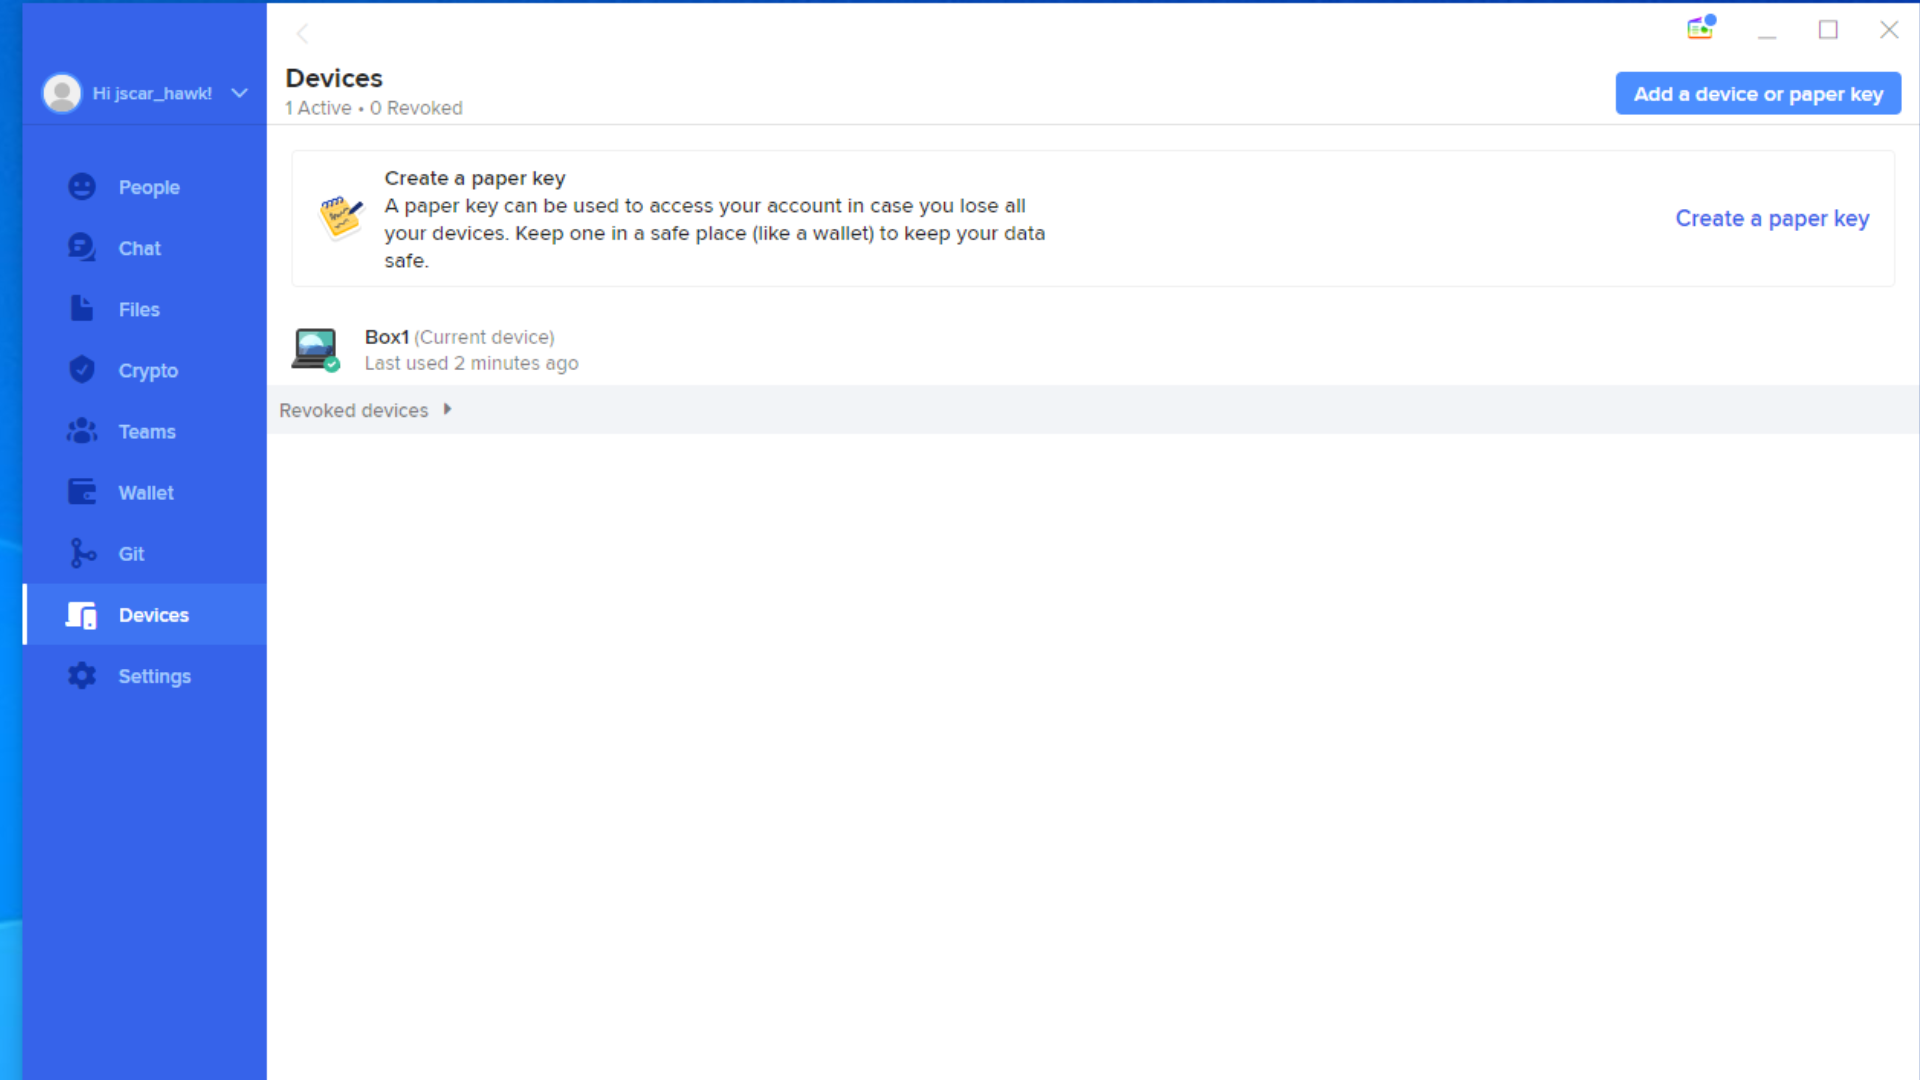 Hi jscar_hawk!
People
Chat
Files
Crypto
Teams
Wallet
Git
Devices
Settings
Devices
1 Active • 0 Revoked
Add a device or paper key
Create a paper key
A paper key can be used to access your account in case you lose all
your devices. Keep one in a safe place (like a wallet) to keep your data
safe.
Create a paper key
Box1 (Current device)
Last used 2 minutes ago
Revoked devices